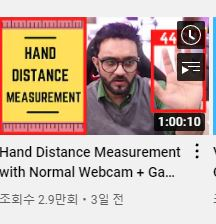 HAND
DISTANCE
MEASUREMENT
44
1:00:10
Hand Distance Measurement
with Normal Webcam + Ga...
조회수 2.9만회 • 3일 전